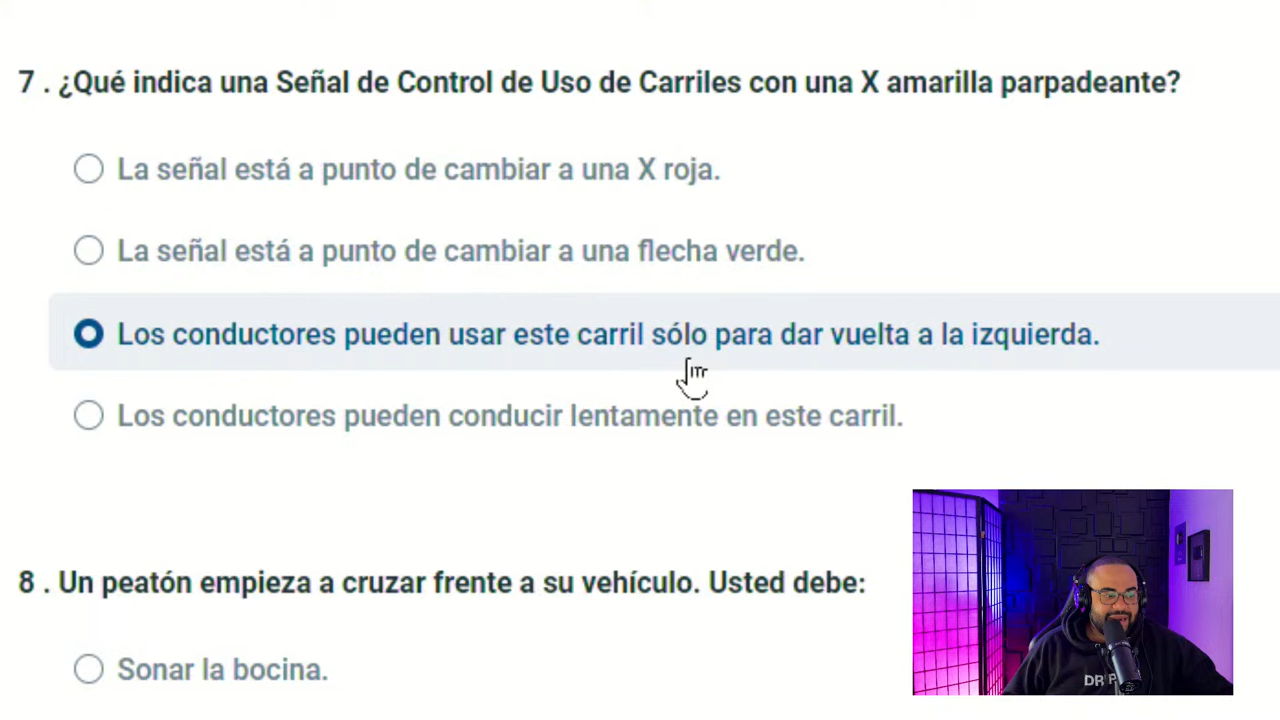 7 . ¿Qué indica una Señal de Control de Uso de Carriles con una X amarilla parpadeante?
La señal está a punto de cambiar a una X roja.
La señal está a punto de cambiar a una flecha verde.
Los conductores pueden usar este carril sólo para dar vuelta a la izquierda.
Los conductores pueden conducir lentamente en este carril.
8 . Un peatón empieza a cruzar frente a su vehículo. Usted debe:
Sonar la bocina.